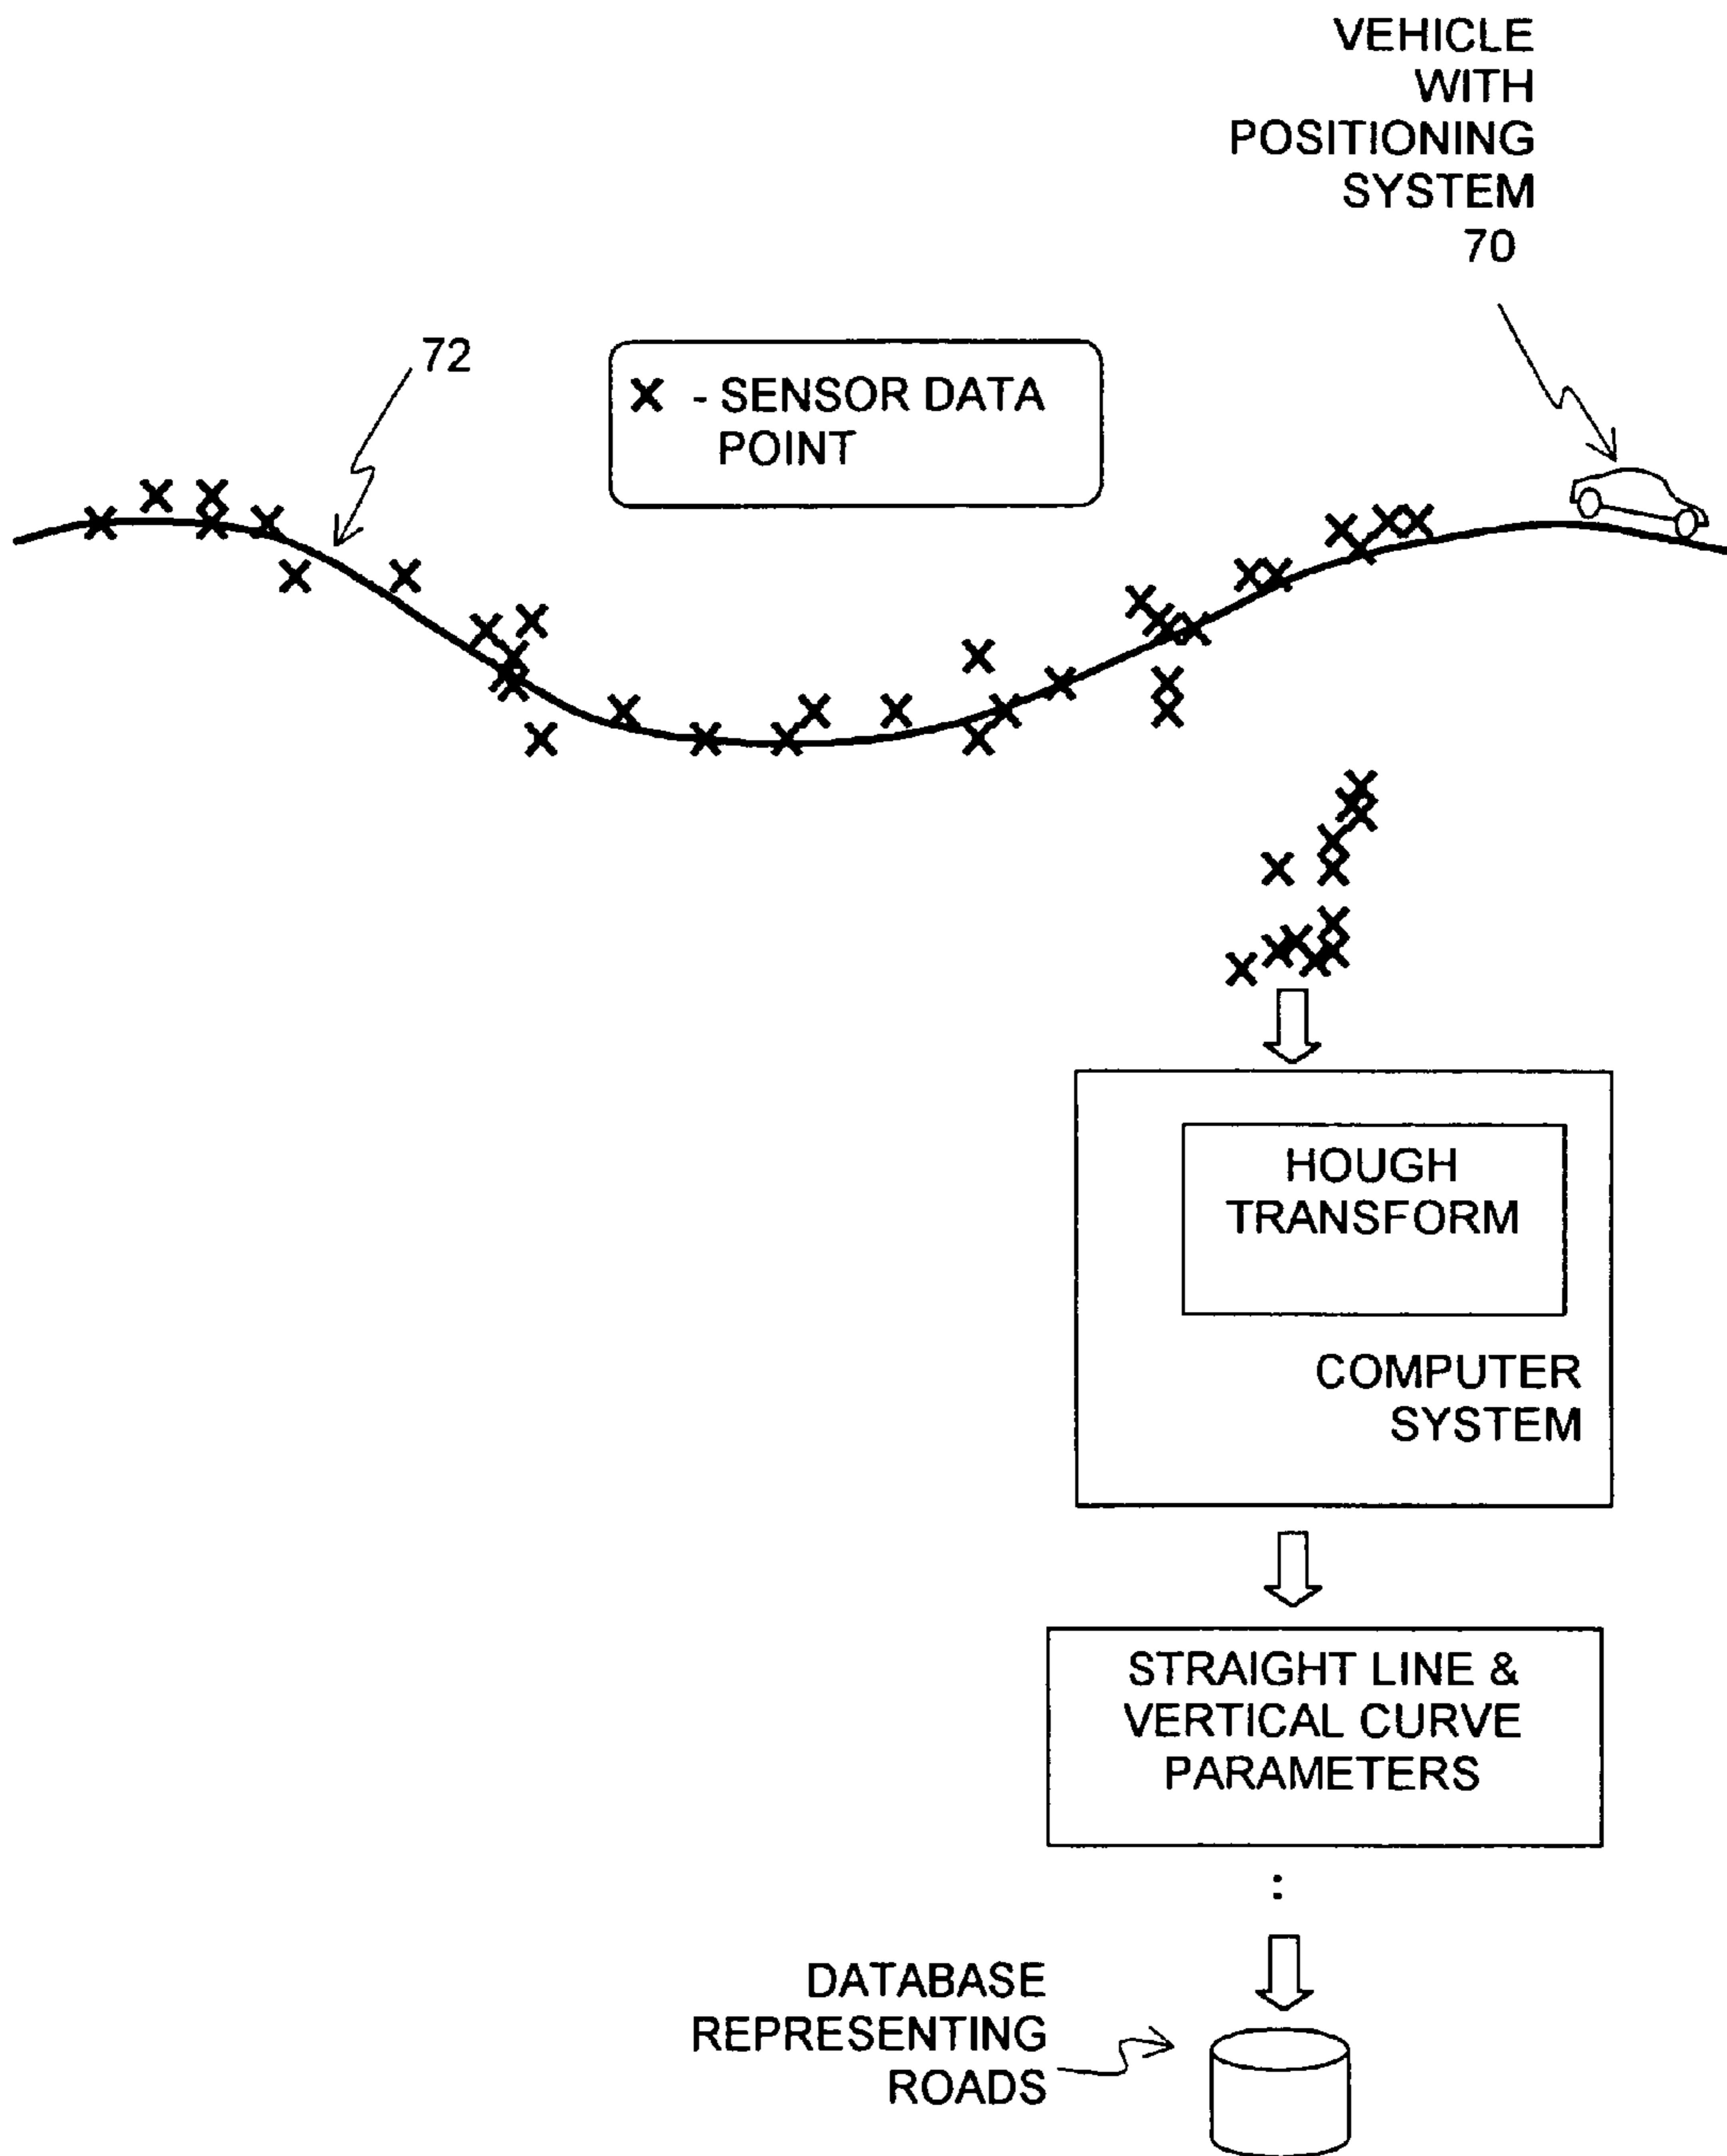 VEHICLE
WITH
POSITIONING
SYSTEM
70
72
X - SENSOR DATA
POINT
HOUGH
TRANSFORM
COMPUTER
SYSTEM
STRAIGHT LINE &
VERTICAL CURVE
PARAMETERS
:
DATABASE
REPRESENTING
ROADS